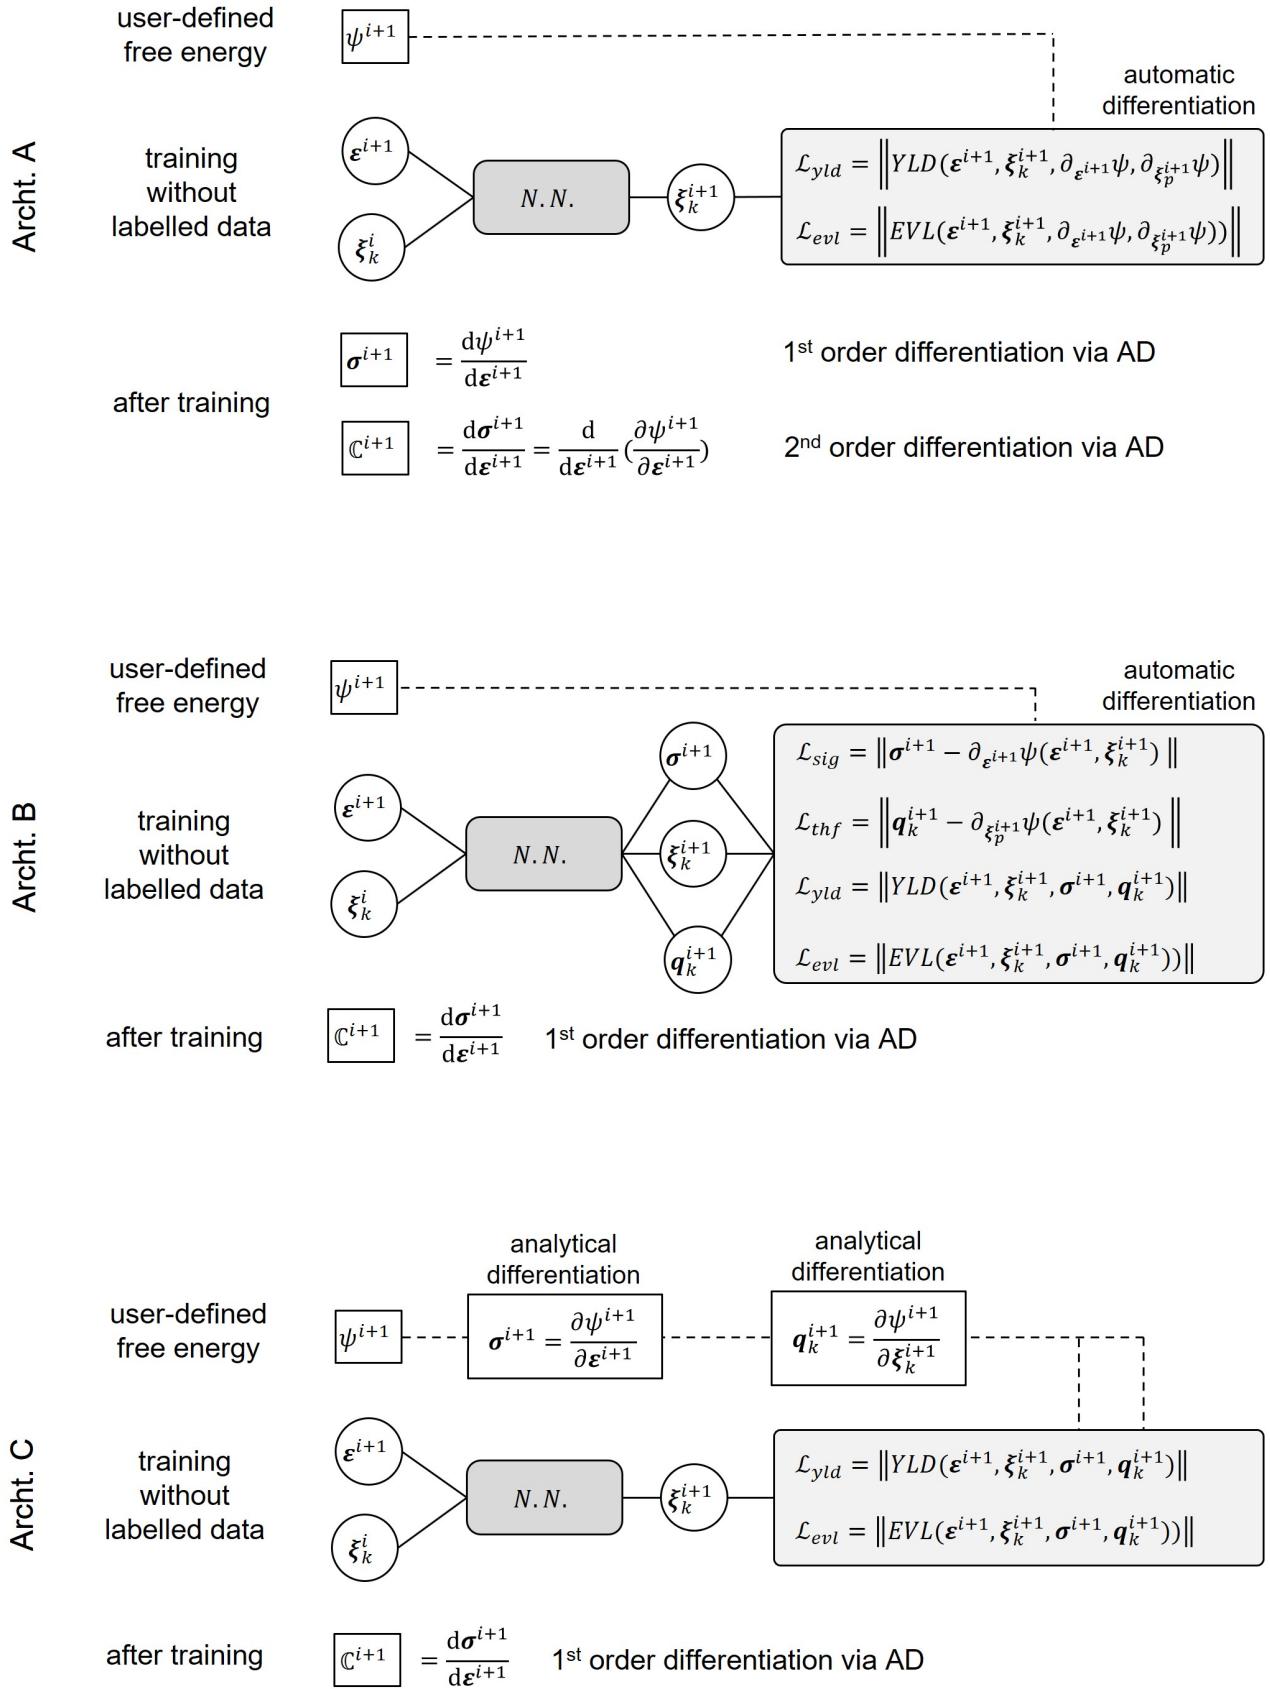 Archt. A
user-defined
free energy
ψ^{i+1}
automatic
differentiation
training
without
labelled data
ε^{i+1}
ξ_k^i
N.N.
ξ_k^{i+1}
ℒ_{yld} = ‖YLD(ε^{i+1}, ξ_k^{i+1}, ∂_{ε^{i+1}}ψ, ∂_{ξ_p^{i+1}}ψ)‖
ℒ_{evl} = ‖EVL(ε^{i+1}, ξ_k^{i+1}, ∂_{ε^{i+1}}ψ, ∂_{ξ_p^{i+1}}ψ))‖
after training
σ^{i+1} = dψ^{i+1}/dε^{i+1}
1st order differentiation via AD
ℂ^{i+1} = dσ^{i+1}/dε^{i+1} = d/dε^{i+1} (∂ψ^{i+1}/∂ε^{i+1})
2nd order differentiation via AD
Archt. B
user-defined
free energy
ψ^{i+1}
automatic
differentiation
training
without
labelled data
ε^{i+1}
ξ_k^i
N.N.
σ^{i+1}
ξ_k^{i+1}
q_k^{i+1}
ℒ_{sig} = ‖σ^{i+1} − ∂_{ε^{i+1}}ψ(ε^{i+1}, ξ_k^{i+1})‖
ℒ_{thf} = ‖q_k^{i+1} − ∂_{ξ_p^{i+1}}ψ(ε^{i+1}, ξ_k^{i+1})‖
ℒ_{yld} = ‖YLD(ε^{i+1}, ξ_k^{i+1}, σ^{i+1}, q_k^{i+1})‖
ℒ_{evl} = ‖EVL(ε^{i+1}, ξ_k^{i+1}, σ^{i+1}, q_k^{i+1}))‖
after training
ℂ^{i+1} = dσ^{i+1}/dε^{i+1}
1st order differentiation via AD
Archt. C
user-defined
free energy
ψ^{i+1}
analytical
differentiation
σ^{i+1} = ∂ψ^{i+1}/∂ε^{i+1}
analytical
differentiation
q_k^{i+1} = ∂ψ^{i+1}/∂ξ_k^{i+1}
training
without
labelled data
ε^{i+1}
ξ_k^i
N.N.
ξ_k^{i+1}
ℒ_{yld} = ‖YLD(ε^{i+1}, ξ_k^{i+1}, σ^{i+1}, q_k^{i+1})‖
ℒ_{evl} = ‖EVL(ε^{i+1}, ξ_k^{i+1}, σ^{i+1}, q_k^{i+1}))‖
after training
ℂ^{i+1} = dσ^{i+1}/dε^{i+1}
1st order differentiation via AD